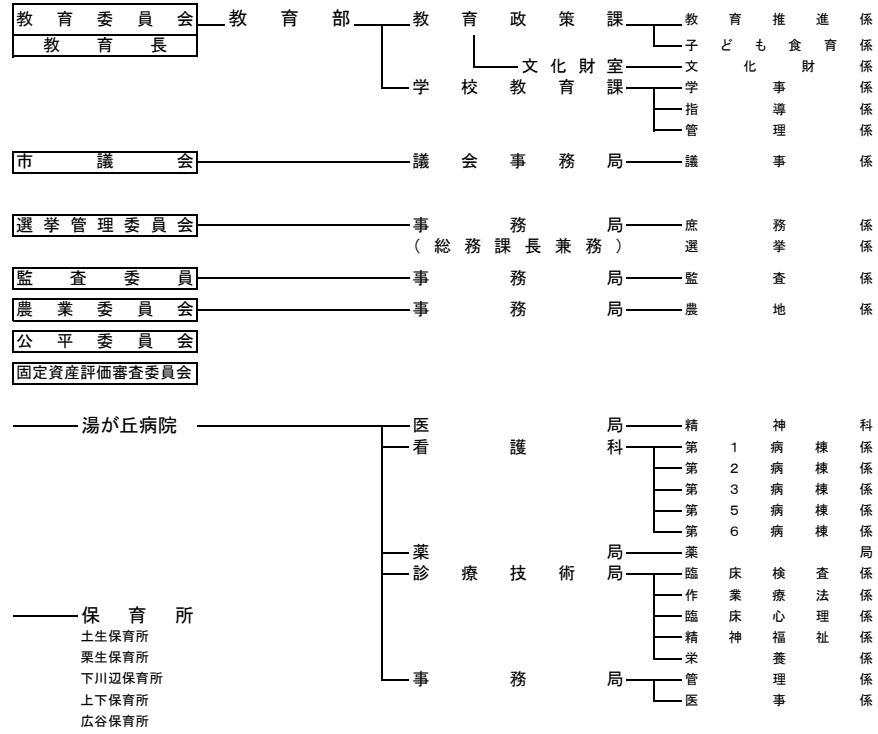 教育委員会 教育部 教育政策課 教育推進係
教育長 子ども食育係
文化財室 文化財係
学校教育課 学事係
指導係
管理係
市議会 議会事務局 議事係
選挙管理委員会 事務局 庶務係
(総務課長兼務) 選挙係
監査委員 事務局 監査係
農業委員会 事務局 農地係
公平委員会
固定資産評価審査委員会
湯が丘病院 医局 精神科
看護科 第1病棟係
第2病棟係
第3病棟係
第5病棟係
第6病棟係
薬局 薬局
診療技術局 臨床検査係
作業療法係
保育所 臨床心理係
土生保育所 精神福祉係
栗生保育所 栄養係
下川辺保育所 事務局 管理係
上下保育所 医事係
広谷保育所